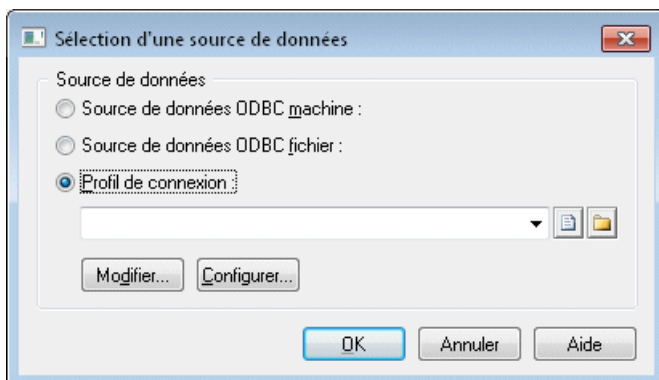 Sélection d'une source de données
Source de données
Source de données ODBC machine :
Source de données ODBC fichier :
Profil de connexion :
Modifier... Configurer...
OK Annuler Aide